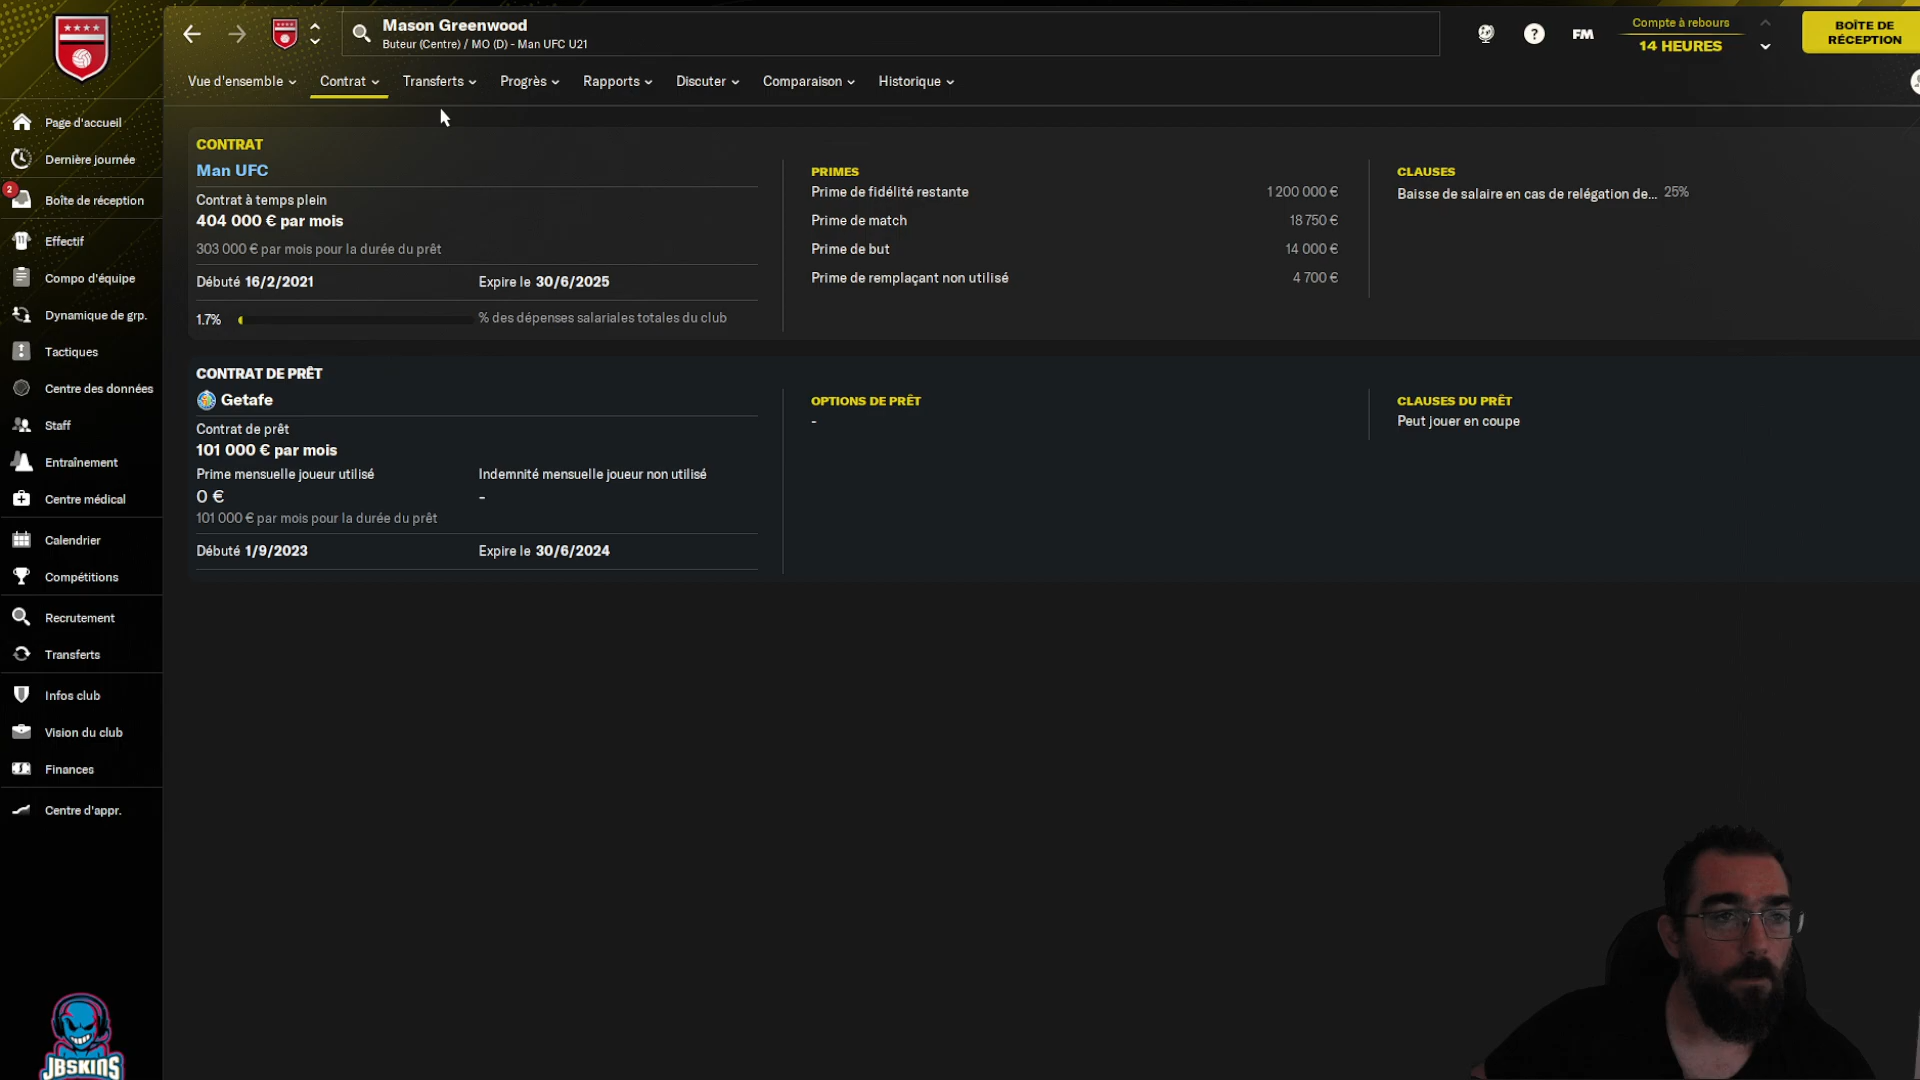 Mason Greenwood
Buteur (Centre) / MO (D) - Man UFC U21
FM
Compte à rebours
14 HEURES
BOÎTE DE
RÉCEPTION
Vue d'ensemble
Contrat
Transferts
Progrès
Rapports
Discuter
Comparaison
Historique
Page d'accueil
Dernière journée
2
Boîte de réception
Effectif
Compo d'équipe
Dynamique de grp.
Tactiques
Centre des données
Staff
Entraînement
Centre médical
Calendrier
Compétitions
Recrutement
Transferts
Infos club
Vision du club
Finances
Centre d'appr.
JBSKINS
CONTRAT
Man UFC
Contrat à temps plein
404 000 € par mois
303 000 € par mois pour la durée du prêt
Débuté 16/2/2021
Expire le 30/6/2025
1.7%
% des dépenses salariales totales du club
PRIMES
Prime de fidélité restante 1 200 000 €
Prime de match 18 750 €
Prime de but 14 000 €
Prime de remplaçant non utilisé 4 700 €
CLAUSES
Baisse de salaire en cas de relégation de... 25%
CONTRAT DE PRÊT
Getafe
Contrat de prêt
101 000 € par mois
Prime mensuelle joueur utilisé
0 €
Indemnité mensuelle joueur non utilisé
-
101 000 € par mois pour la durée du prêt
Débuté 1/9/2023
Expire le 30/6/2024
OPTIONS DE PRÊT
-
CLAUSES DU PRÊT
Peut jouer en coupe